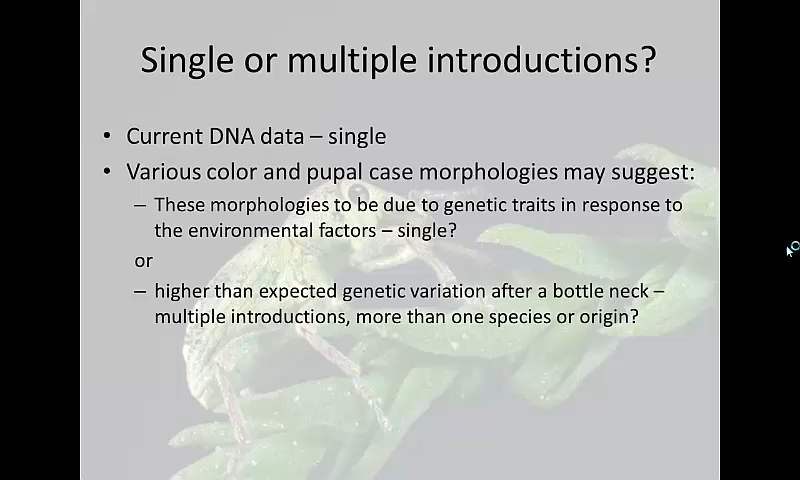 Single or multiple introductions?
• Current DNA data – single
• Various color and pupal case morphologies may suggest:
– These morphologies to be due to genetic traits in response to
the environmental factors – single?
or
– higher than expected genetic variation after a bottle neck –
multiple introductions, more than one species or origin?